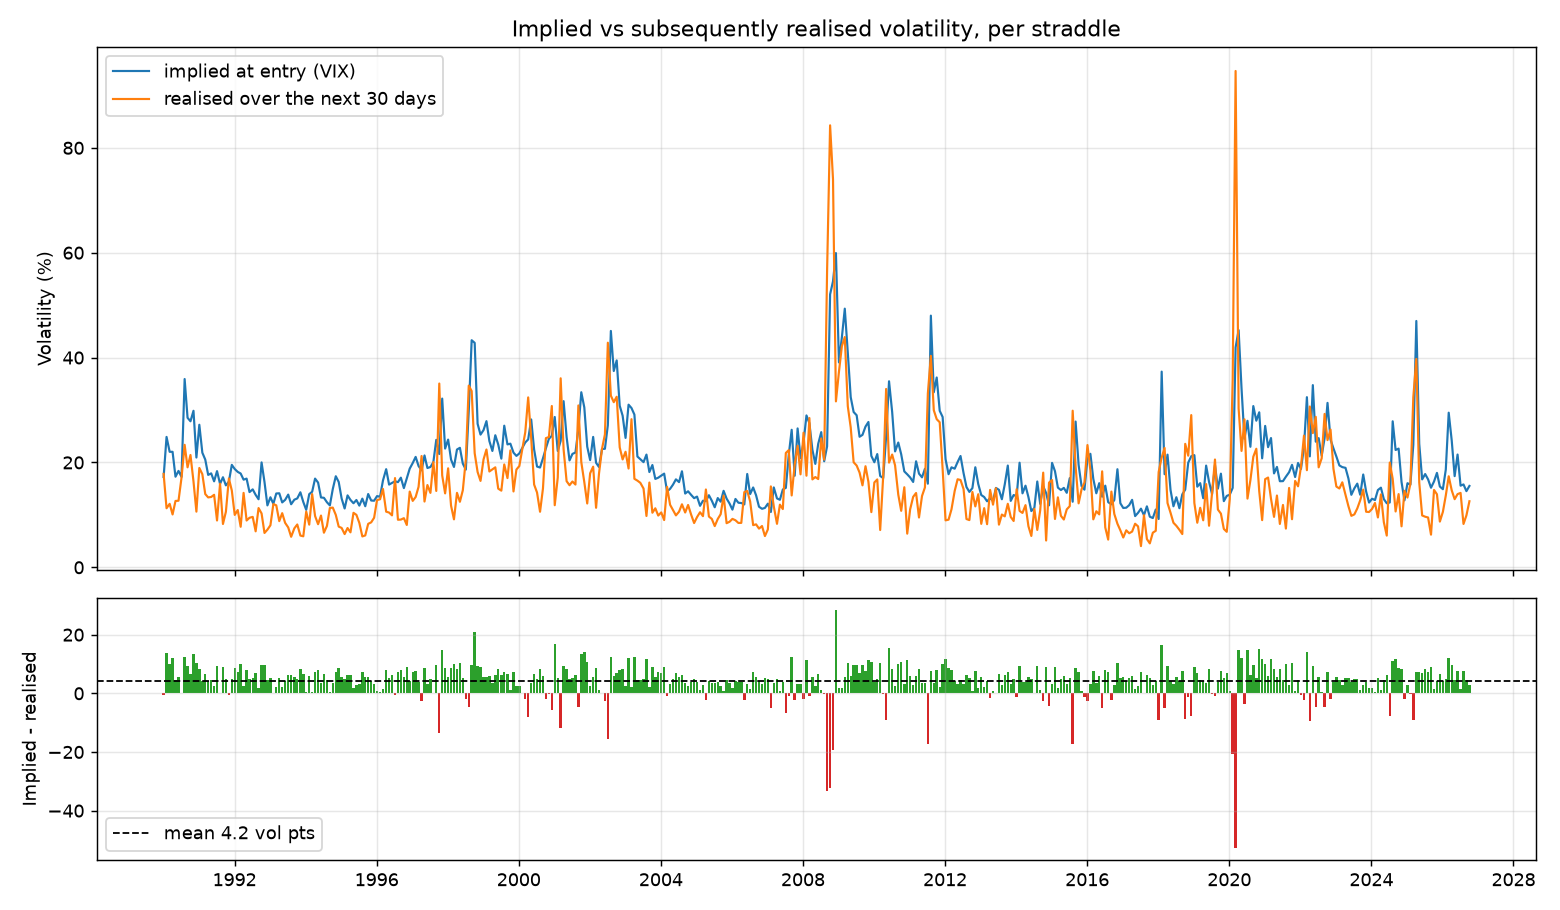 Implied vs subsequently realised volatility, per straddle
implied at entry (VIX)
realised over the next 30 days
Volatility (%)
80
60
40
20
0
Implied - realised
20
0
−20
−40
mean 4.2 vol pts
1992 1996 2000 2004 2008 2012 2016 2020 2024 2028